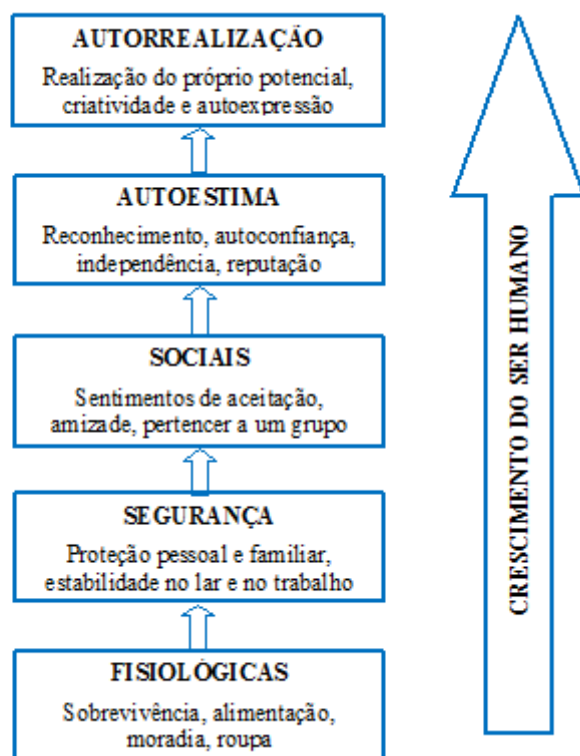 AUTORREALIZAÇÃO
Realização do próprio potencial,
criatividade e autoexpressão
AUTOESTIMA
Reconhecimento, autoconfiança,
independência, reputação
SOCIAIS
Sentimentos de aceitação,
amizade, pertencer a um grupo
SEGURANÇA
Proteção pessoal e familiar,
estabilidade no lar e no trabalho
FISIOLÓGICAS
Sobrevivência, alimentação,
moradia, roupa
CRESCIMENTO DO SER HUMANO